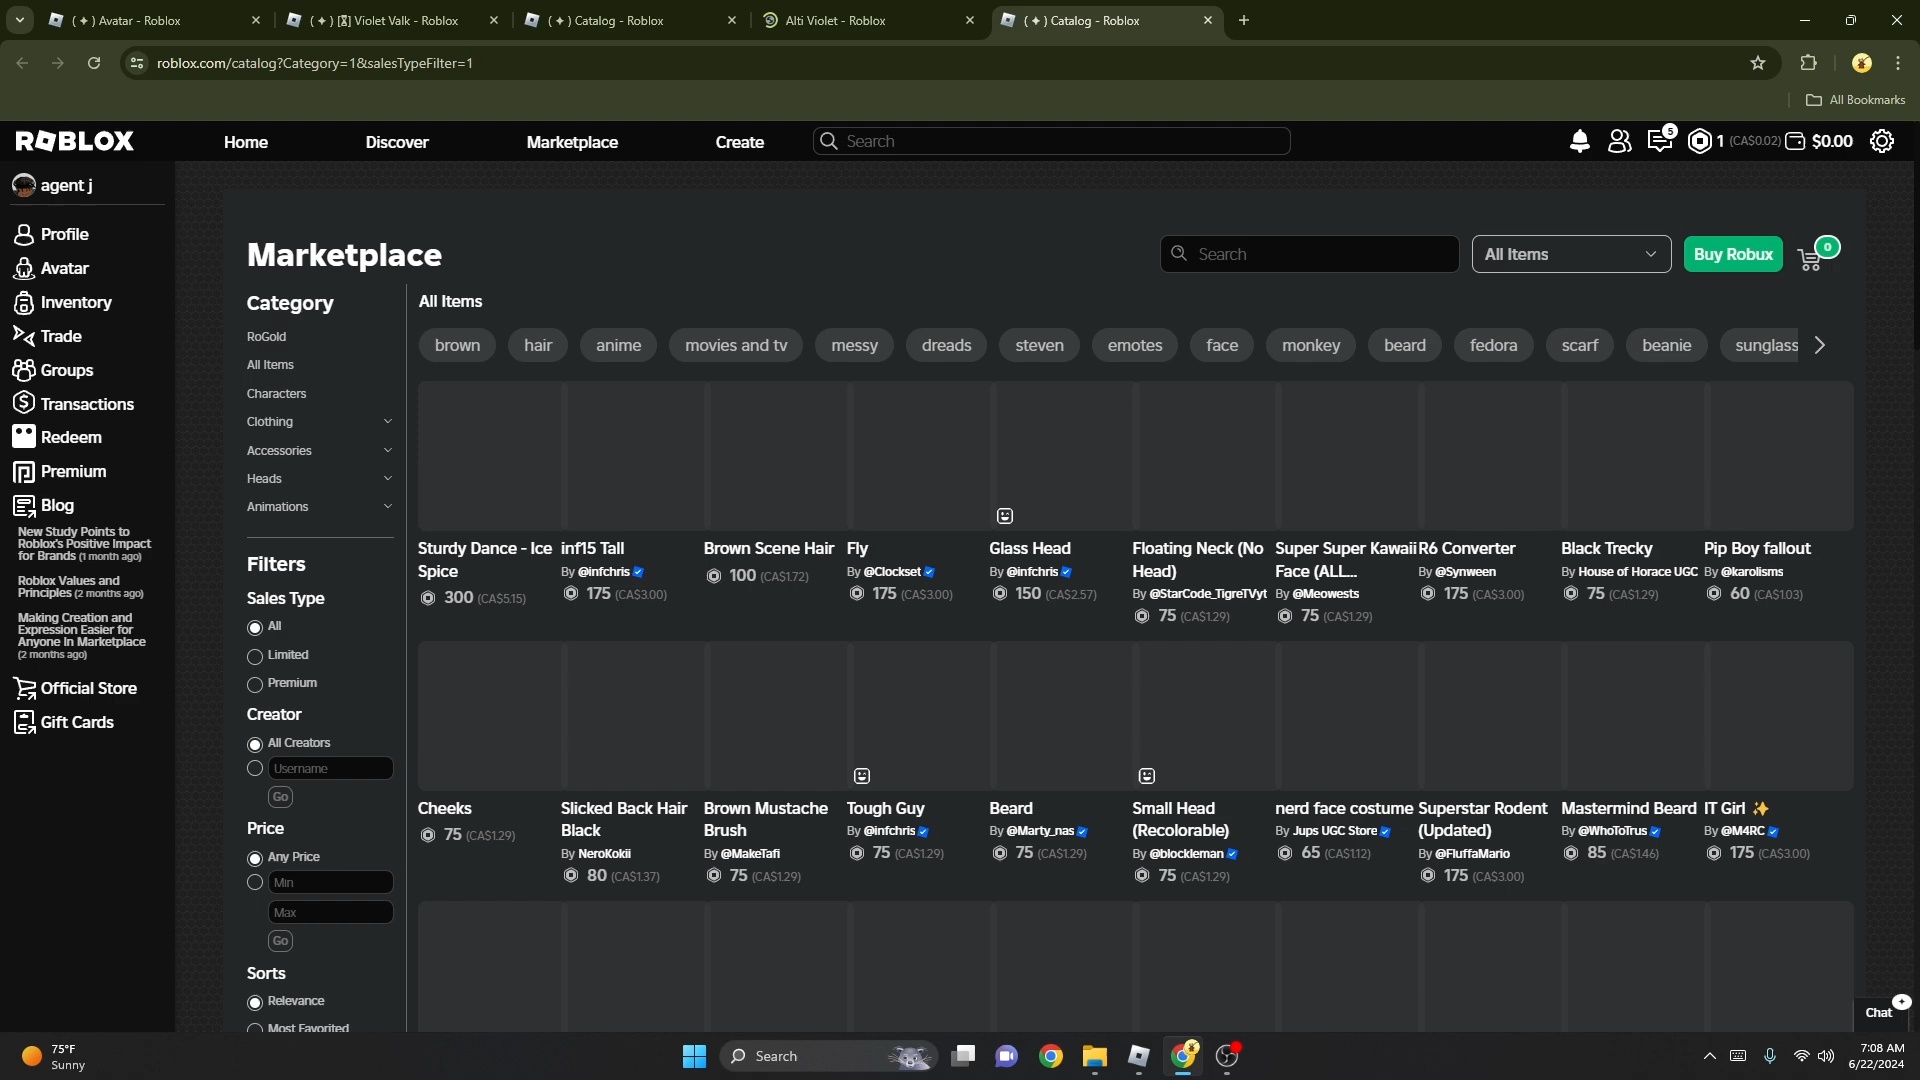 ( ✦ ) Avatar - Roblox
( ✦ ) [⌛] Violet Valk - Roblox
( ✦ ) Catalog - Roblox
Alti Violet - Roblox
( ✦ ) Catalog - Roblox
roblox.com/catalog?Category=1&salesTypeFilter=1
All Bookmarks
ROBLOX
Home
Discover
Marketplace
Create
Search
5
1 (CA$0.02)
$0.00
agent j
Profile
Avatar
Inventory
Trade
Groups
Transactions
Redeem
Premium
Blog
New Study Points to
Roblox's Positive Impact
for Brands (1 month ago)
Roblox Values and
Principles (2 months ago)
Making Creation and
Expression Easier for
Anyone in Marketplace
(2 months ago)
Official Store
Gift Cards
Marketplace
Search
All Items
Buy Robux
0
Category
RoGold
All Items
Characters
Clothing
Accessories
Heads
Animations
Filters
Sales Type
All
Limited
Premium
Creator
All Creators
Username
Go
Price
Any Price
Min
Max
Go
Sorts
Relevance
Most Favorited
All Items
brown
hair
anime
movies and tv
messy
dreads
steven
emotes
face
monkey
beard
fedora
scarf
beanie
sunglass
Sturdy Dance - Ice
Spice
300 (CA$5.15)
inf15 Tall
By @infchris
175 (CA$3.00)
Brown Scene Hair
100 (CA$1.72)
Fly
By @Clockset
175 (CA$3.00)
Glass Head
By @infchris
150 (CA$2.57)
Floating Neck (No
Head)
By @StarCode_TigreTVyt
75 (CA$1.29)
Super Super Kawaii
Face (ALL...
By @Meowests
75 (CA$1.29)
R6 Converter
By @Synween
175 (CA$3.00)
Black Trecky
By House of Horace UGC
75 (CA$1.29)
Pip Boy fallout
By @karolisms
60 (CA$1.03)
Cheeks
75 (CA$1.29)
Slicked Back Hair
Black
By NeroKokii
80 (CA$1.37)
Brown Mustache
Brush
By @MakeTafi
75 (CA$1.29)
Tough Guy
By @infchris
75 (CA$1.29)
Beard
By @Marty_nas
75 (CA$1.29)
Small Head
(Recolorable)
By @blockleman
75 (CA$1.29)
nerd face costume
By Jups UGC Store
65 (CA$1.12)
Superstar Rodent
(Updated)
By @FluffaMario
175 (CA$3.00)
Mastermind Beard
By @WhoToTrus
85 (CA$1.46)
IT Girl ✨
By @M4RC
175 (CA$3.00)
Chat
75°F
Sunny
Search
7:08 AM
6/22/2024